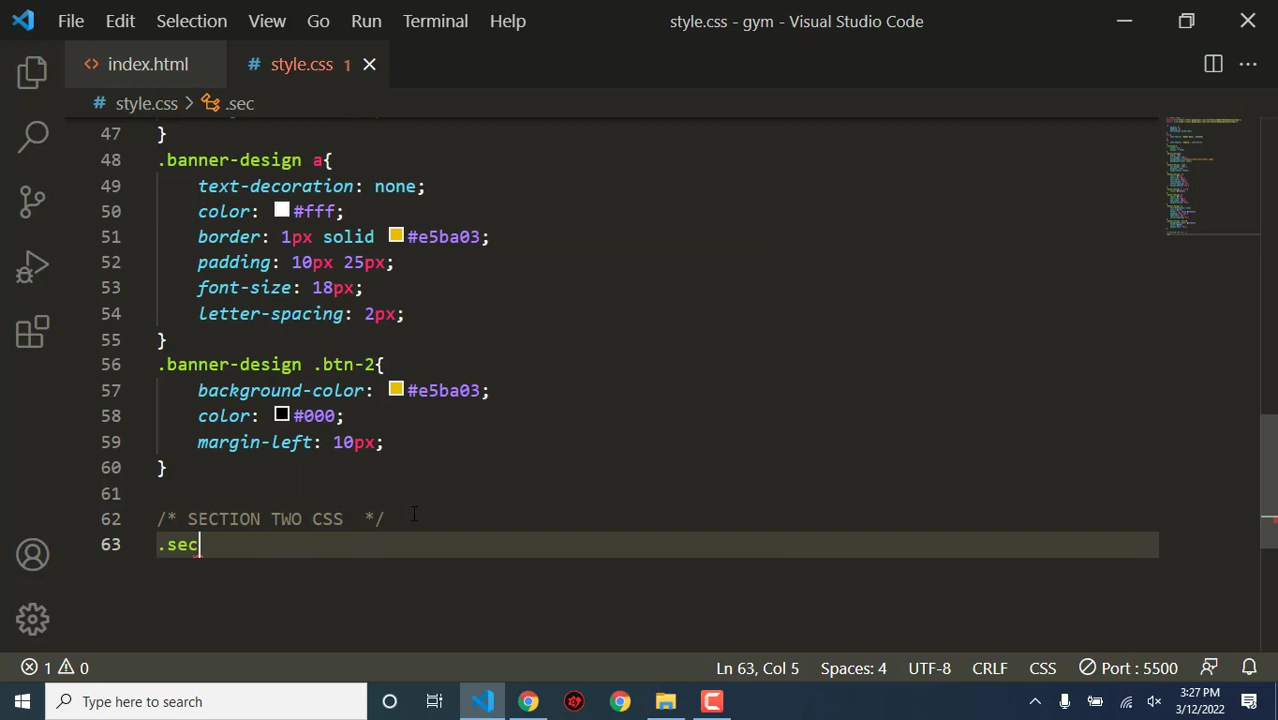 File Edit Selection View Go Run Terminal Help style.css - gym - Visual Studio Code
index.html style.css 1
style.css .sec
47 }
48 .banner-design a{
49 text-decoration: none;
50 color: #fff;
51 border: 1px solid #e5ba03;
52 padding: 10px 25px;
53 font-size: 18px;
54 letter-spacing: 2px;
55 }
56 .banner-design .btn-2{
57 background-color: #e5ba03;
58 color: #000;
59 margin-left: 10px;
60 }
61
62 /* SECTION TWO CSS */
63 .sec
1 0 Ln 63, Col 5 Spaces: 4 UTF-8 CRLF CSS Port : 5500
Type here to search 3:27 PM
3/12/2022